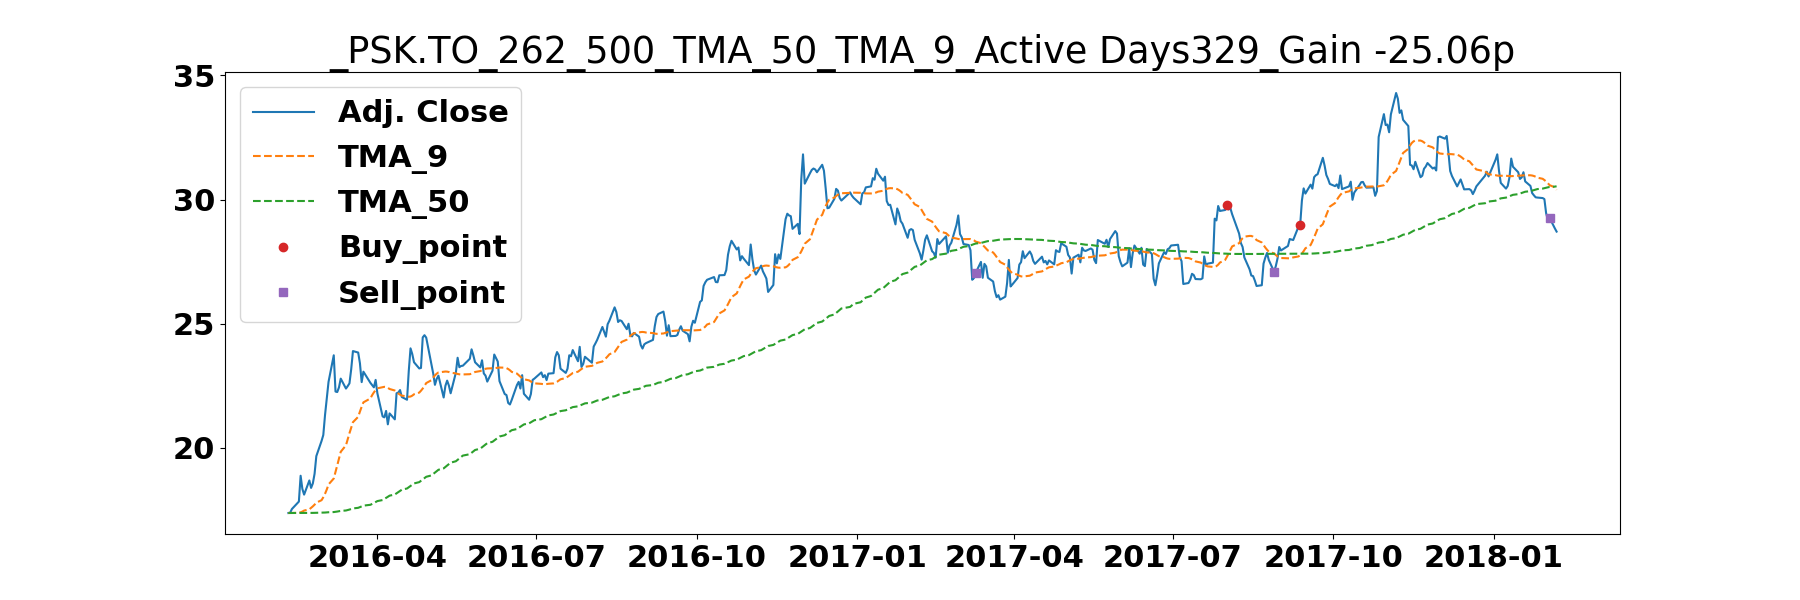 _PSK.TO_262_500_TMA_50_TMA_9_Active Days329_Gain -25.06p
35
30
25
20
Adj. Close
TMA_9
TMA_50
Buy_point
Sell_point
2016-04 2016-07 2016-10 2017-01 2017-04 2017-07 2017-10 2018-01